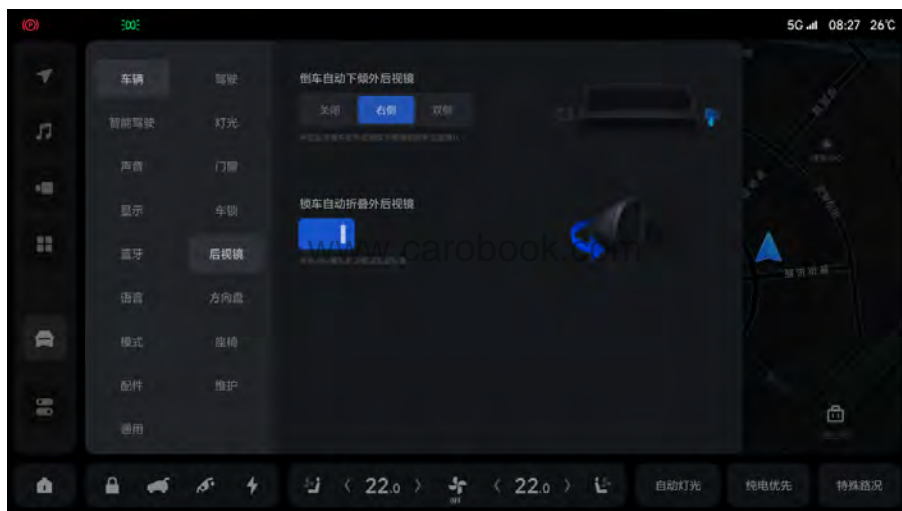 5G 08:27 26℃
车辆 驾驶 倒车自动下倾外后视镜
智能驾驶 灯光 关闭 右侧 双侧
声音 门窗
显示 车锁 锁车自动折叠外后视镜
蓝牙 后视镜
www.carobook.com
语音 方向盘
模式 座椅
配件 维护
通用
22.0 OFF 22.0 自动灯光 纯电优先 特殊路况